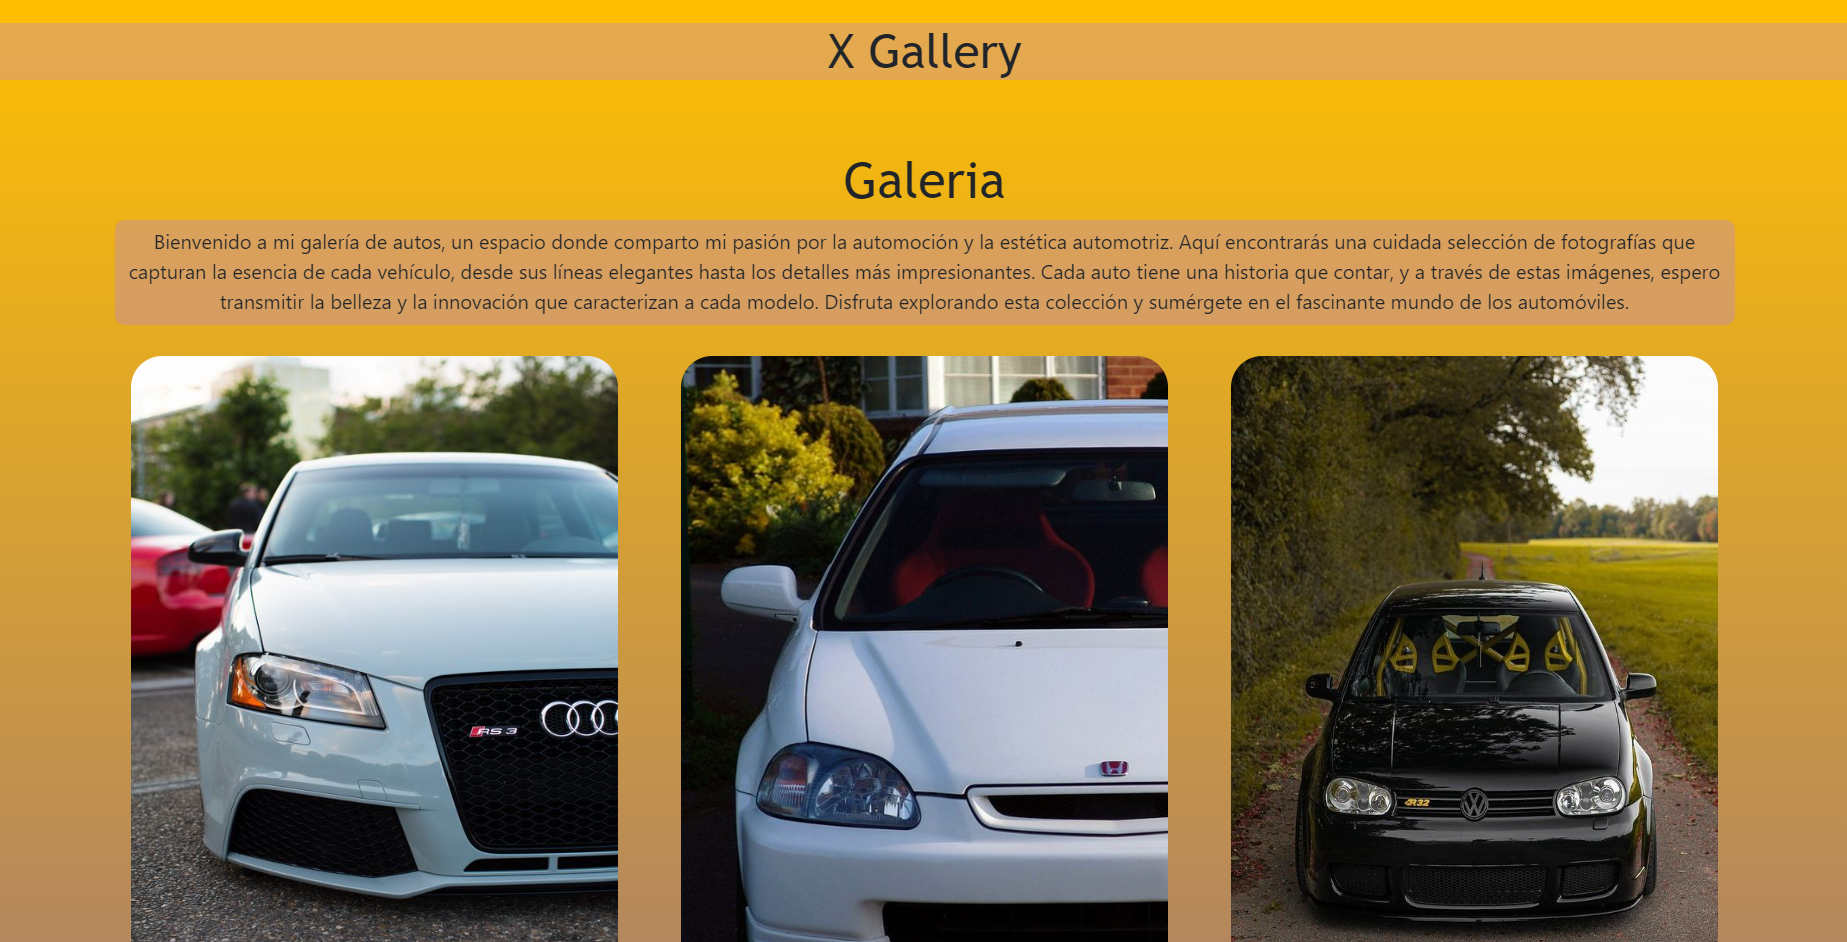 X Gallery
Galeria
Bienvenido a mi galería de autos, un espacio donde comparto mi pasión por la automoción y la estética automotriz. Aquí encontrarás una cuidada selección de fotografías que
capturan la esencia de cada vehículo, desde sus líneas elegantes hasta los detalles más impresionantes. Cada auto tiene una historia que contar, y a través de estas imágenes, espero
transmitir la belleza y la innovación que caracterizan a cada modelo. Disfruta explorando esta colección y sumérgete en el fascinante mundo de los automóviles.
RS 3
R32